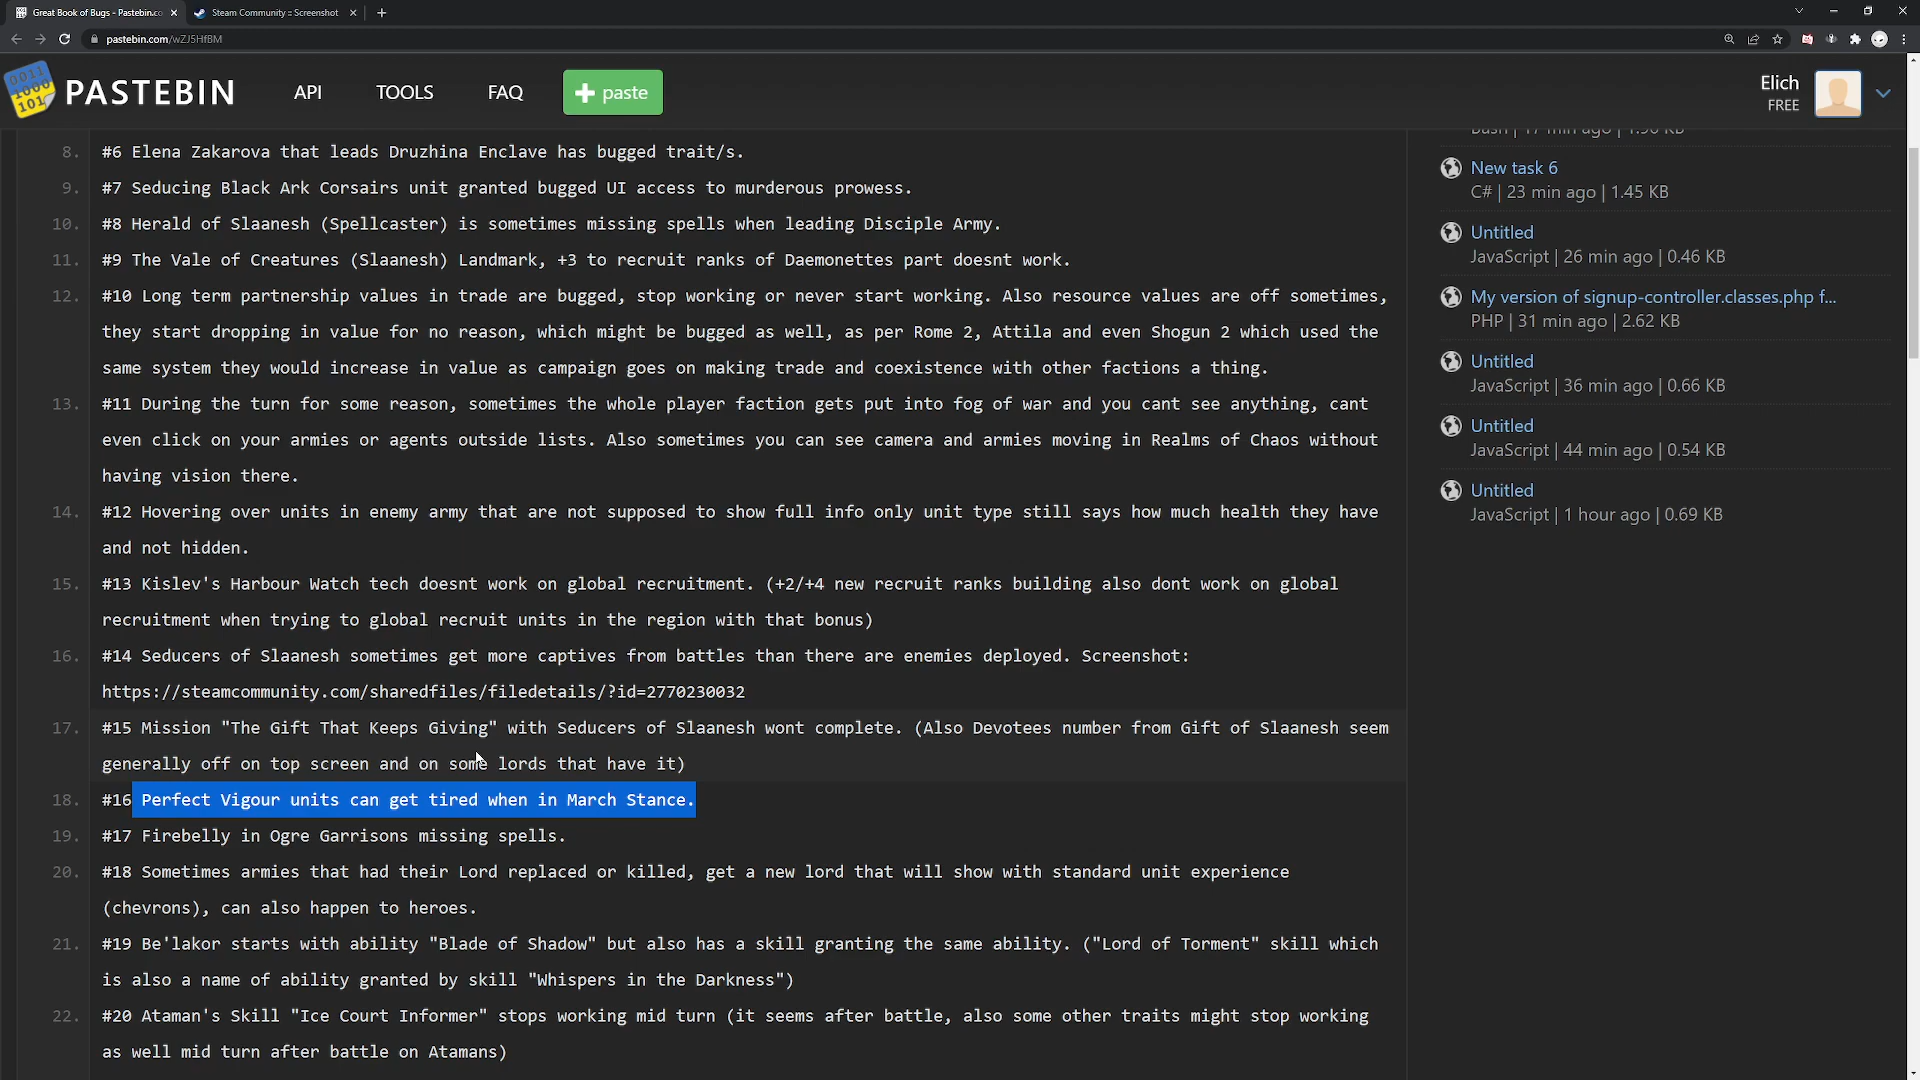 Great Book of Bugs - Pastebin.co
Steam Community :: Screenshot
pastebin.com/wZJ5HfBM
PASTEBIN
API
TOOLS
FAQ
paste
Elich
FREE
8. #6 Elena Zakarova that leads Druzhina Enclave has bugged trait/s.
9. #7 Seducing Black Ark Corsairs unit granted bugged UI access to murderous prowess.
10. #8 Herald of Slaanesh (Spellcaster) is sometimes missing spells when leading Disciple Army.
11. #9 The Vale of Creatures (Slaanesh) Landmark, +3 to recruit ranks of Daemonettes part doesnt work.
12. #10 Long term partnership values in trade are bugged, stop working or never start working. Also resource values are off sometimes,
they start dropping in value for no reason, which might be bugged as well, as per Rome 2, Attila and even Shogun 2 which used the
same system they would increase in value as campaign goes on making trade and coexistence with other factions a thing.
13. #11 During the turn for some reason, sometimes the whole player faction gets put into fog of war and you cant see anything, cant
even click on your armies or agents outside lists. Also sometimes you can see camera and armies moving in Realms of Chaos without
having vision there.
14. #12 Hovering over units in enemy army that are not supposed to show full info only unit type still says how much health they have
and not hidden.
15. #13 Kislev's Harbour Watch tech doesnt work on global recruitment. (+2/+4 new recruit ranks building also dont work on global
recruitment when trying to global recruit units in the region with that bonus)
16. #14 Seducers of Slaanesh sometimes get more captives from battles than there are enemies deployed. Screenshot:
https://steamcommunity.com/sharedfiles/filedetails/?id=2770230032
17. #15 Mission "The Gift That Keeps Giving" with Seducers of Slaanesh wont complete. (Also Devotees number from Gift of Slaanesh seem
generally off on top screen and on some lords that have it)
18. #16 Perfect Vigour units can get tired when in March Stance.
19. #17 Firebelly in Ogre Garrisons missing spells.
20. #18 Sometimes armies that had their Lord replaced or killed, get a new lord that will show with standard unit experience
(chevrons), can also happen to heroes.
21. #19 Be'lakor starts with ability "Blade of Shadow" but also has a skill granting the same ability. ("Lord of Torment" skill which
is also a name of ability granted by skill "Whispers in the Darkness")
22. #20 Ataman's Skill "Ice Court Informer" stops working mid turn (it seems after battle, also some other traits might stop working
as well mid turn after battle on Atamans)
Bash | 17 min ago | 1.90 KB
New task 6
C# | 23 min ago | 1.45 KB
Untitled
JavaScript | 26 min ago | 0.46 KB
My version of signup-controller.classes.php f...
PHP | 31 min ago | 2.62 KB
Untitled
JavaScript | 36 min ago | 0.66 KB
Untitled
JavaScript | 44 min ago | 0.54 KB
Untitled
JavaScript | 1 hour ago | 0.69 KB